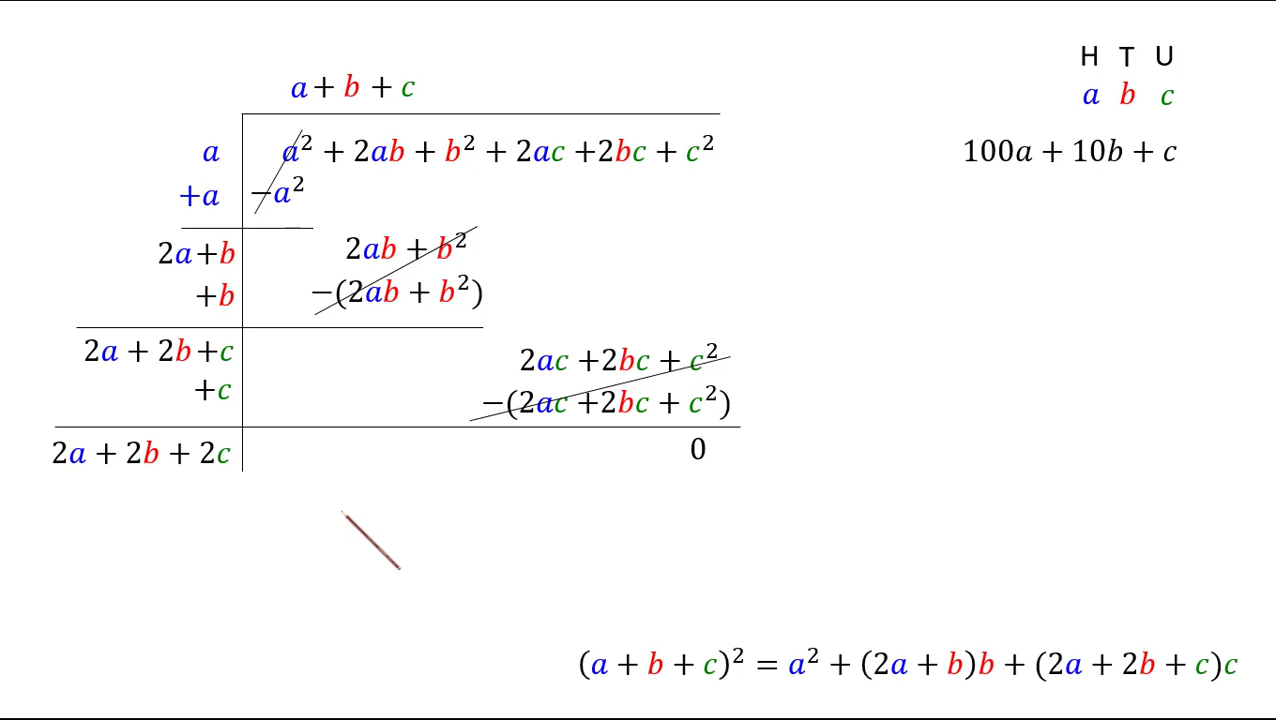 H T U
a + b + c
a b c
a a² + 2ab + b² + 2ac +2bc + c²
100a + 10b + c
+a −a²
2a+b 2ab + b²
+b −(2ab + b²)
2a + 2b+c 2ac +2bc + c²
+c −(2ac +2bc + c²)
2a + 2b + 2c 0
(a + b + c)² = a² + (2a + b)b + (2a + 2b + c)c